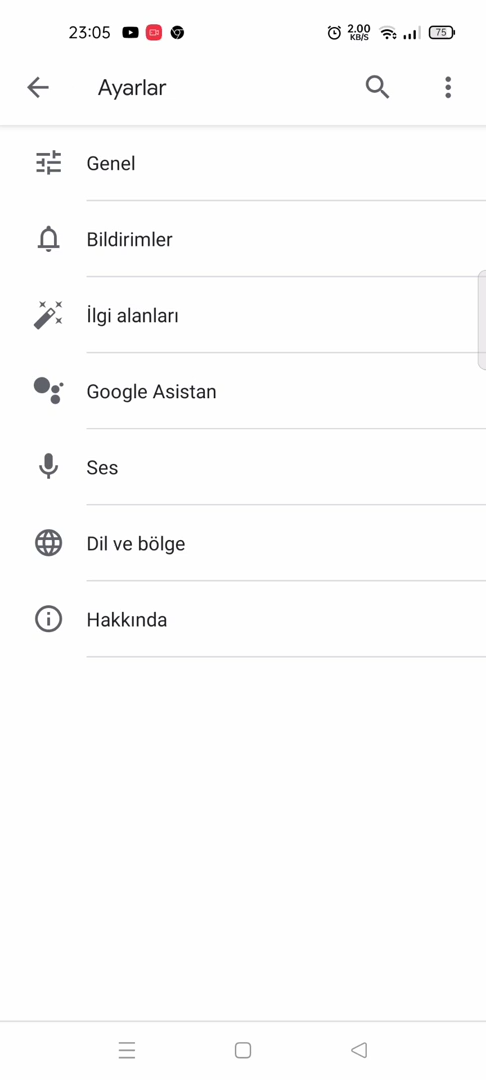 23:05 2.00 KB/S 75
Ayarlar
Genel
Bildirimler
İlgi alanları
Google Asistan
Ses
Dil ve bölge
Hakkında